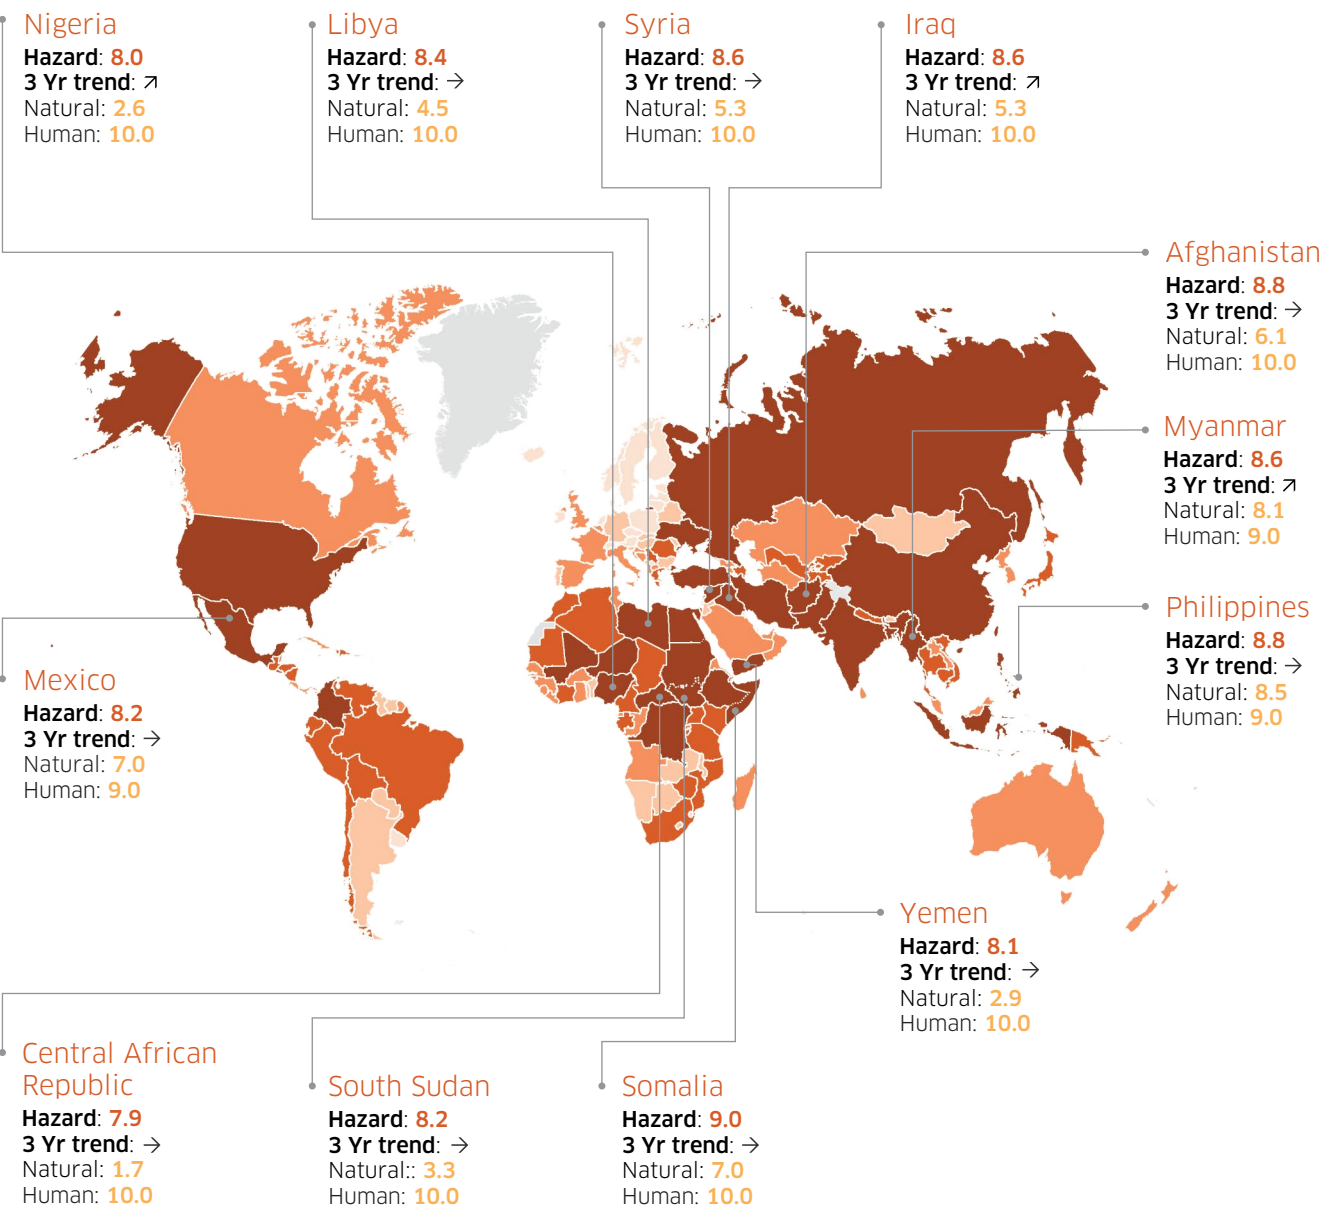 Nigeria
Hazard: 8.0
3 Yr trend: ↗
Natural: 2.6
Human: 10.0
Libya
Hazard: 8.4
3 Yr trend: →
Natural: 4.5
Human: 10.0
Syria
Hazard: 8.6
3 Yr trend: →
Natural: 5.3
Human: 10.0
Iraq
Hazard: 8.6
3 Yr trend: ↗
Natural: 5.3
Human: 10.0
Afghanistan
Hazard: 8.8
3 Yr trend: →
Natural: 6.1
Human: 10.0
Myanmar
Hazard: 8.6
3 Yr trend: ↗
Natural: 8.1
Human: 9.0
Philippines
Hazard: 8.8
3 Yr trend: →
Natural: 8.5
Human: 9.0
Mexico
Hazard: 8.2
3 Yr trend: →
Natural: 7.0
Human: 9.0
Yemen
Hazard: 8.1
3 Yr trend: →
Natural: 2.9
Human: 10.0
Central African
Republic
Hazard: 7.9
3 Yr trend: →
Natural: 1.7
Human: 10.0
South Sudan
Hazard: 8.2
3 Yr trend: →
Natural:: 3.3
Human: 10.0
Somalia
Hazard: 9.0
3 Yr trend: →
Natural: 7.0
Human: 10.0